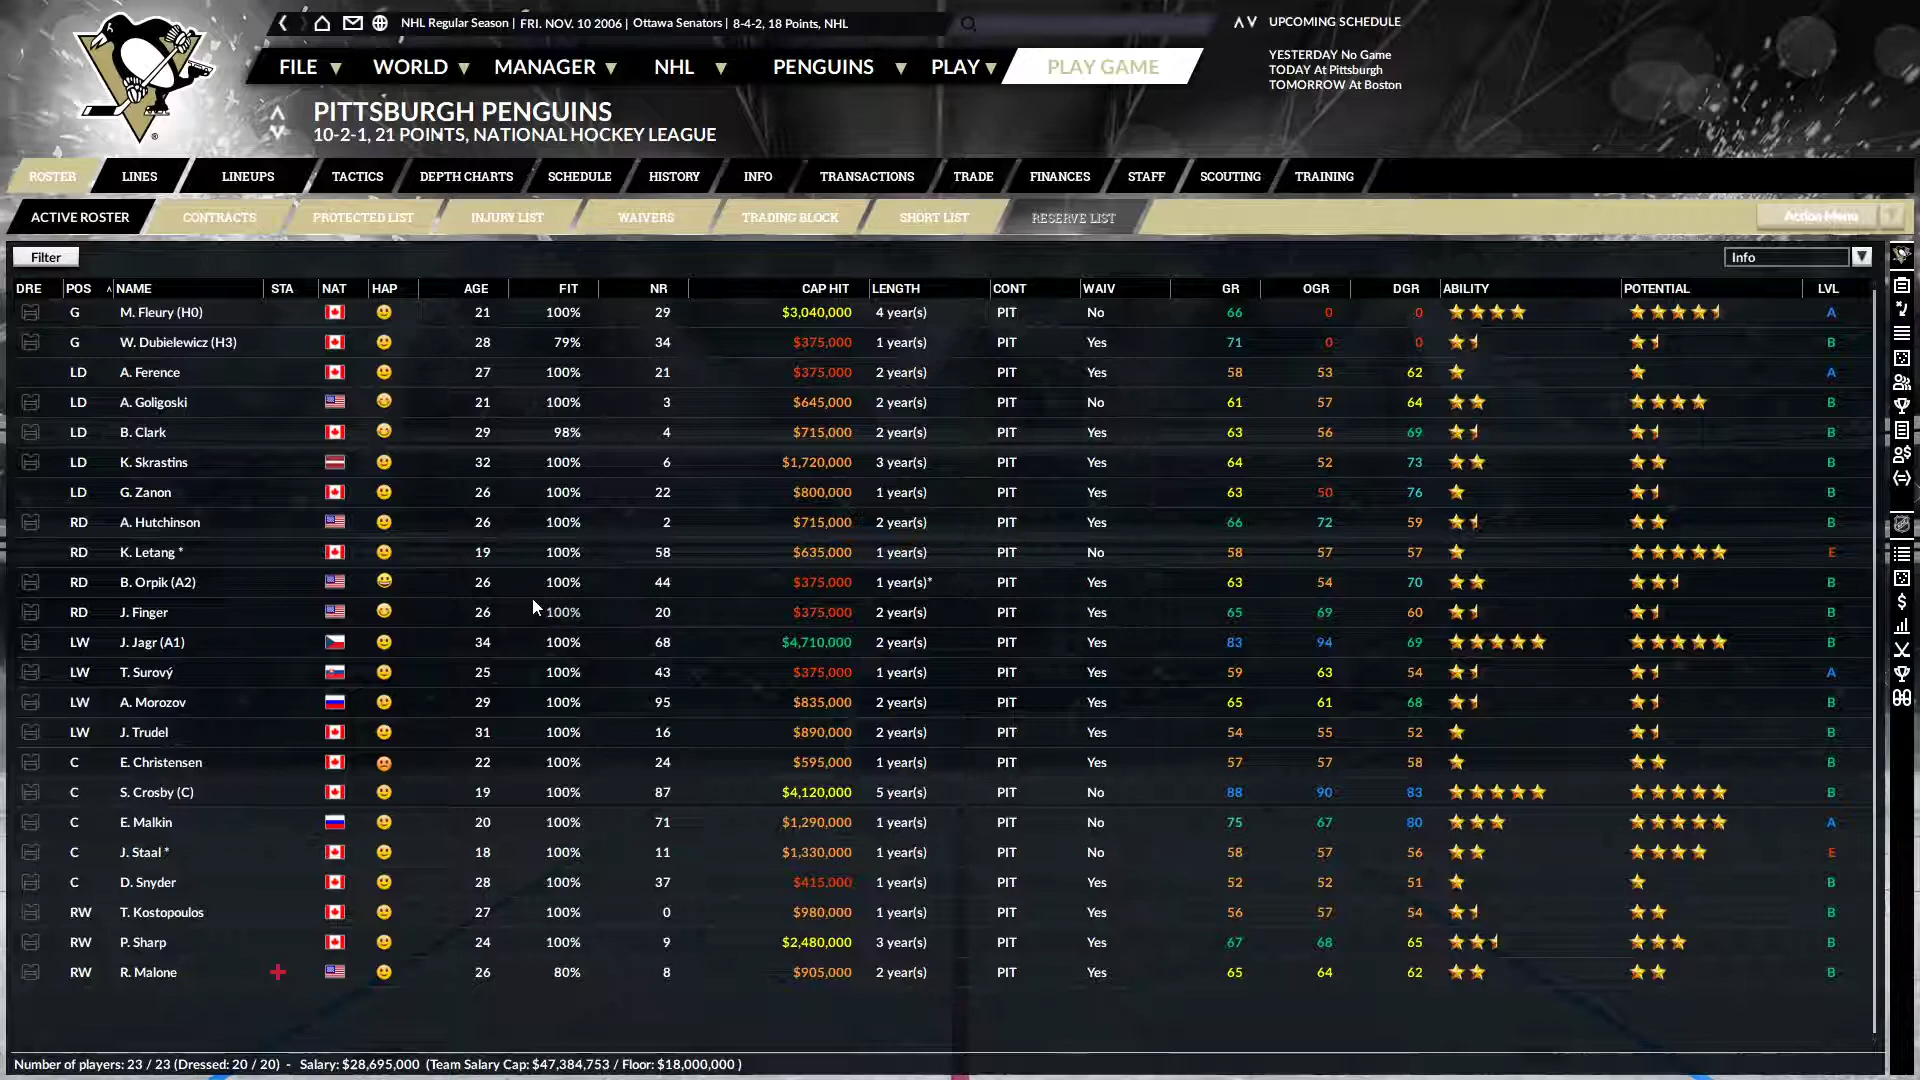 NHL Regular Season | FRI. NOV. 10 2006 | Ottawa Senators | 8-4-2, 18 Points, NHL
UPCOMING SCHEDULE
YESTERDAY No Game
TODAY At Pittsburgh
TOMORROW At Boston
FILE WORLD MANAGER NHL PENGUINS PLAY PLAY GAME
PITTSBURGH PENGUINS
10-2-1, 21 POINTS, NATIONAL HOCKEY LEAGUE
ROSTER LINES LINEUPS TACTICS DEPTH CHARTS SCHEDULE HISTORY INFO TRANSACTIONS TRADE FINANCES STAFF SCOUTING TRAINING
ACTIVE ROSTER CONTRACTS PROTECTED LIST INJURY LIST WAIVERS TRADING BLOCK SHORT LIST RESERVE LIST Action Menu
Filter Info
DRE POS NAME STA NAT HAP AGE FIT NR CAP HIT LENGTH CONT WAIV GR OGR DGR ABILITY POTENTIAL LVL
G M. Fleury (H0) 21 100% 29 $3,040,000 4 year(s) PIT No 66 0 0 A
G W. Dubielewicz (H3) 28 79% 34 $375,000 1 year(s) PIT Yes 71 0 0 B
LD A. Ference 27 100% 21 $375,000 2 year(s) PIT Yes 58 53 62 A
LD A. Goligoski 21 100% 3 $645,000 2 year(s) PIT No 61 57 64 B
LD B. Clark 29 98% 4 $715,000 2 year(s) PIT Yes 63 56 69 B
LD K. Skrastins 32 100% 6 $1,720,000 3 year(s) PIT Yes 64 52 73 B
LD G. Zanon 26 100% 22 $800,000 1 year(s) PIT Yes 63 50 76 B
RD A. Hutchinson 26 100% 2 $715,000 2 year(s) PIT Yes 66 72 59 B
RD K. Letang * 19 100% 58 $635,000 1 year(s) PIT No 58 57 57 E
RD B. Orpik (A2) 26 100% 44 $375,000 1 year(s)* PIT Yes 63 54 70 B
RD J. Finger 26 100% 20 $375,000 2 year(s) PIT Yes 65 69 60 B
LW J. Jagr (A1) 34 100% 68 $4,710,000 2 year(s) PIT Yes 83 94 69 B
LW T. Surový 25 100% 43 $375,000 1 year(s) PIT Yes 59 63 54 A
LW A. Morozov 29 100% 95 $835,000 2 year(s) PIT Yes 65 61 68 B
LW J. Trudel 31 100% 16 $890,000 2 year(s) PIT Yes 54 55 52 B
C E. Christensen 22 100% 24 $595,000 1 year(s) PIT Yes 57 57 58 B
C S. Crosby (C) 19 100% 87 $4,120,000 5 year(s) PIT No 88 90 83 B
C E. Malkin 20 100% 71 $1,290,000 1 year(s) PIT No 75 67 80 A
C J. Staal * 18 100% 11 $1,330,000 1 year(s) PIT No 58 57 56 E
C D. Snyder 28 100% 37 $415,000 1 year(s) PIT Yes 52 52 51 B
RW T. Kostopoulos 27 100% 0 $980,000 1 year(s) PIT Yes 56 57 54 B
RW P. Sharp 24 100% 9 $2,480,000 3 year(s) PIT Yes 67 68 65 B
RW R. Malone 26 80% 8 $905,000 2 year(s) PIT Yes 65 64 62 B
Number of players: 23 / 23 (Dressed: 20 / 20) - Salary: $28,695,000 (Team Salary Cap: $47,384,753 / Floor: $18,000,000 )